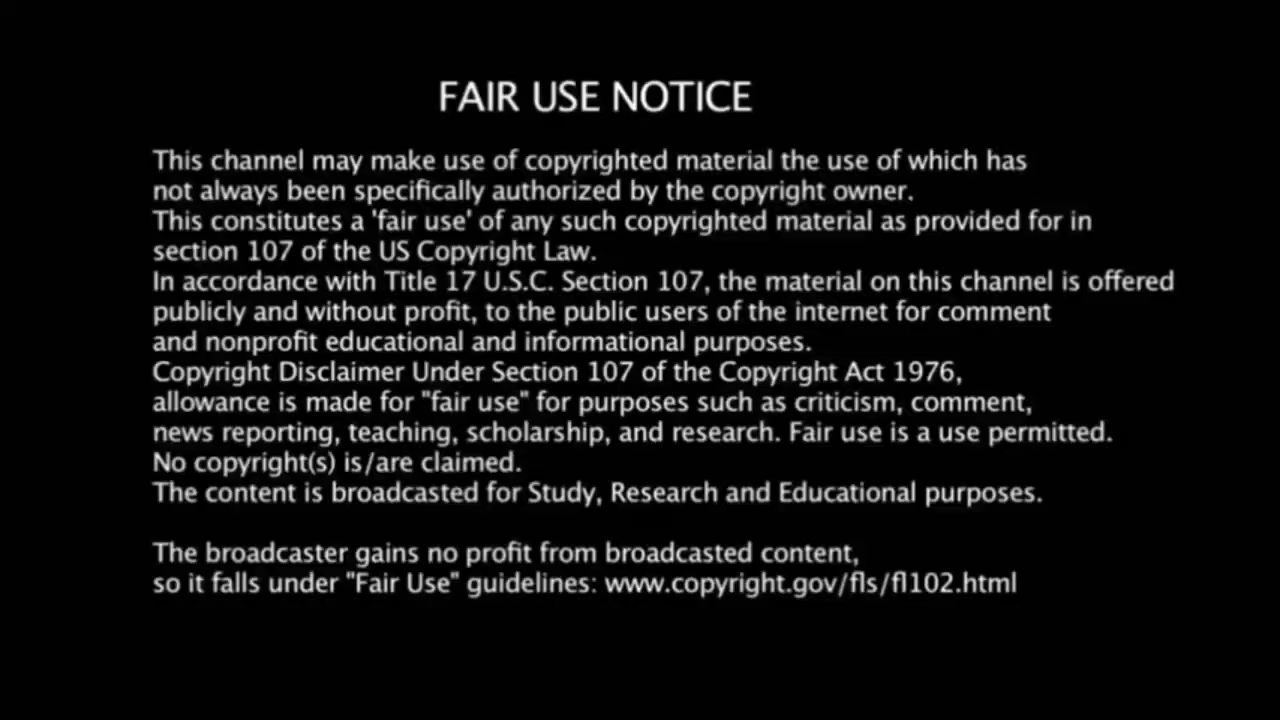 FAIR USE NOTICE
This channel may make use of copyrighted material the use of which has
not always been specifically authorized by the copyright owner.
This constitutes a 'fair use' of any such copyrighted material as provided for in
section 107 of the US Copyright Law.
In accordance with Title 17 U.S.C. Section 107, the material on this channel is offered
publicly and without profit, to the public users of the internet for comment
and nonprofit educational and informational purposes.
Copyright Disclaimer Under Section 107 of the Copyright Act 1976,
allowance is made for "fair use" for purposes such as criticism, comment,
news reporting, teaching, scholarship, and research. Fair use is a use permitted.
No copyright(s) is/are claimed.
The content is broadcasted for Study, Research and Educational purposes.
The broadcaster gains no profit from broadcasted content,
so it falls under "Fair Use" guidelines: www.copyright.gov/fls/fl102.html